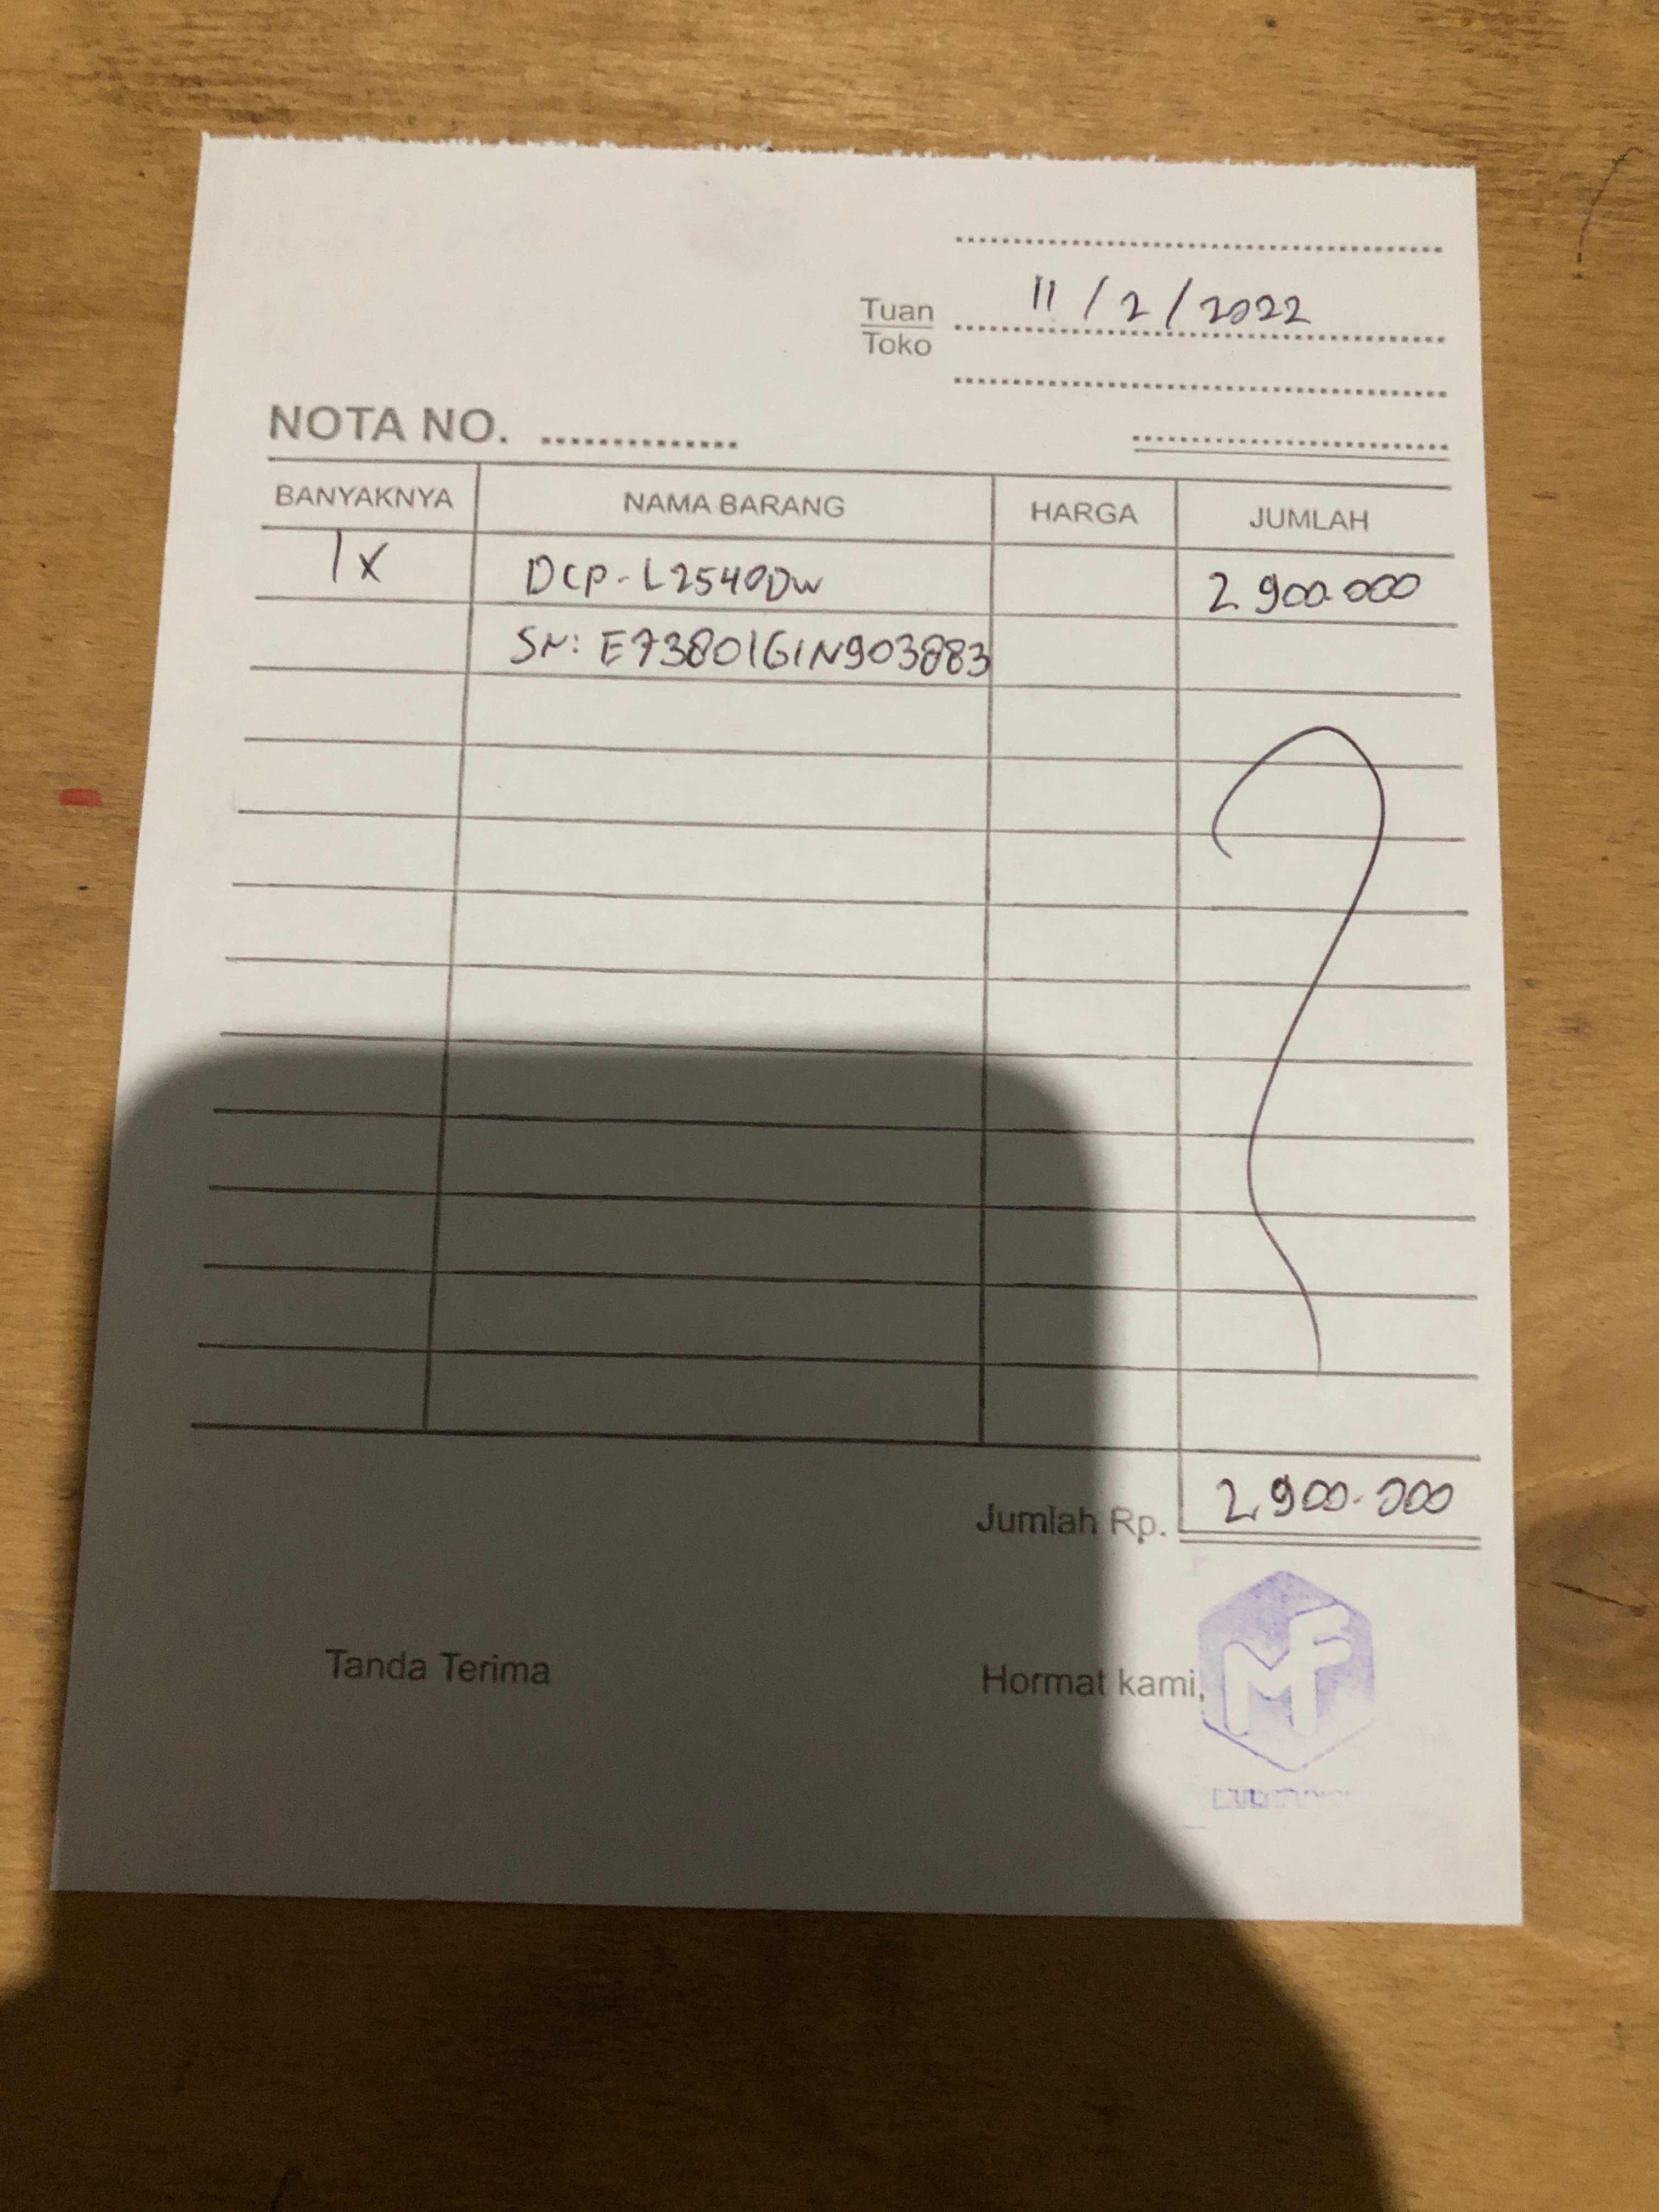 11/2/2022
Tuan
Toko
NOTA NO.
BANYAKNYA NAMA BARANG HARGA JUMLAH
1x DCP-L2540DW 2.900.000
SN: E73801G1N903883
Jumlah Rp. 2.900.000
Tanda Terima Hormat kami,
MF